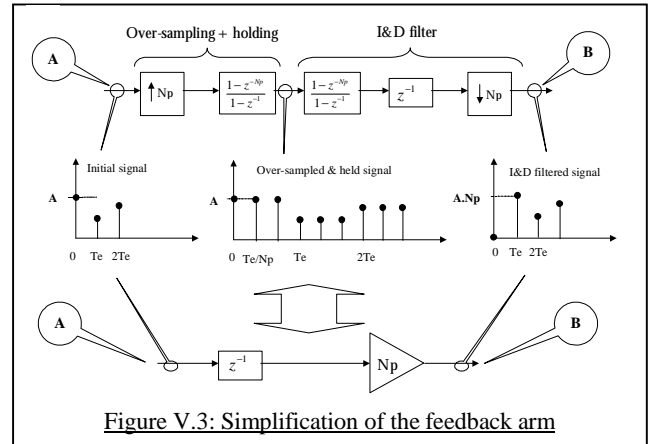 Over-sampling + holding
I&D filter
A
B
↑ Np
1 − z^{−Np} / 1 − z^{−1}
1 − z^{−Np} / 1 − z^{−1}
z^{−1}
↓ Np
Initial signal
A
0 Te 2Te
Over-sampled & held signal
A
0 Te/Np Te 2Te
I&D filtered signal
A.Np
0 Te 2Te
A
B
z^{−1}
Np
Figure V.3: Simplification of the feedback arm